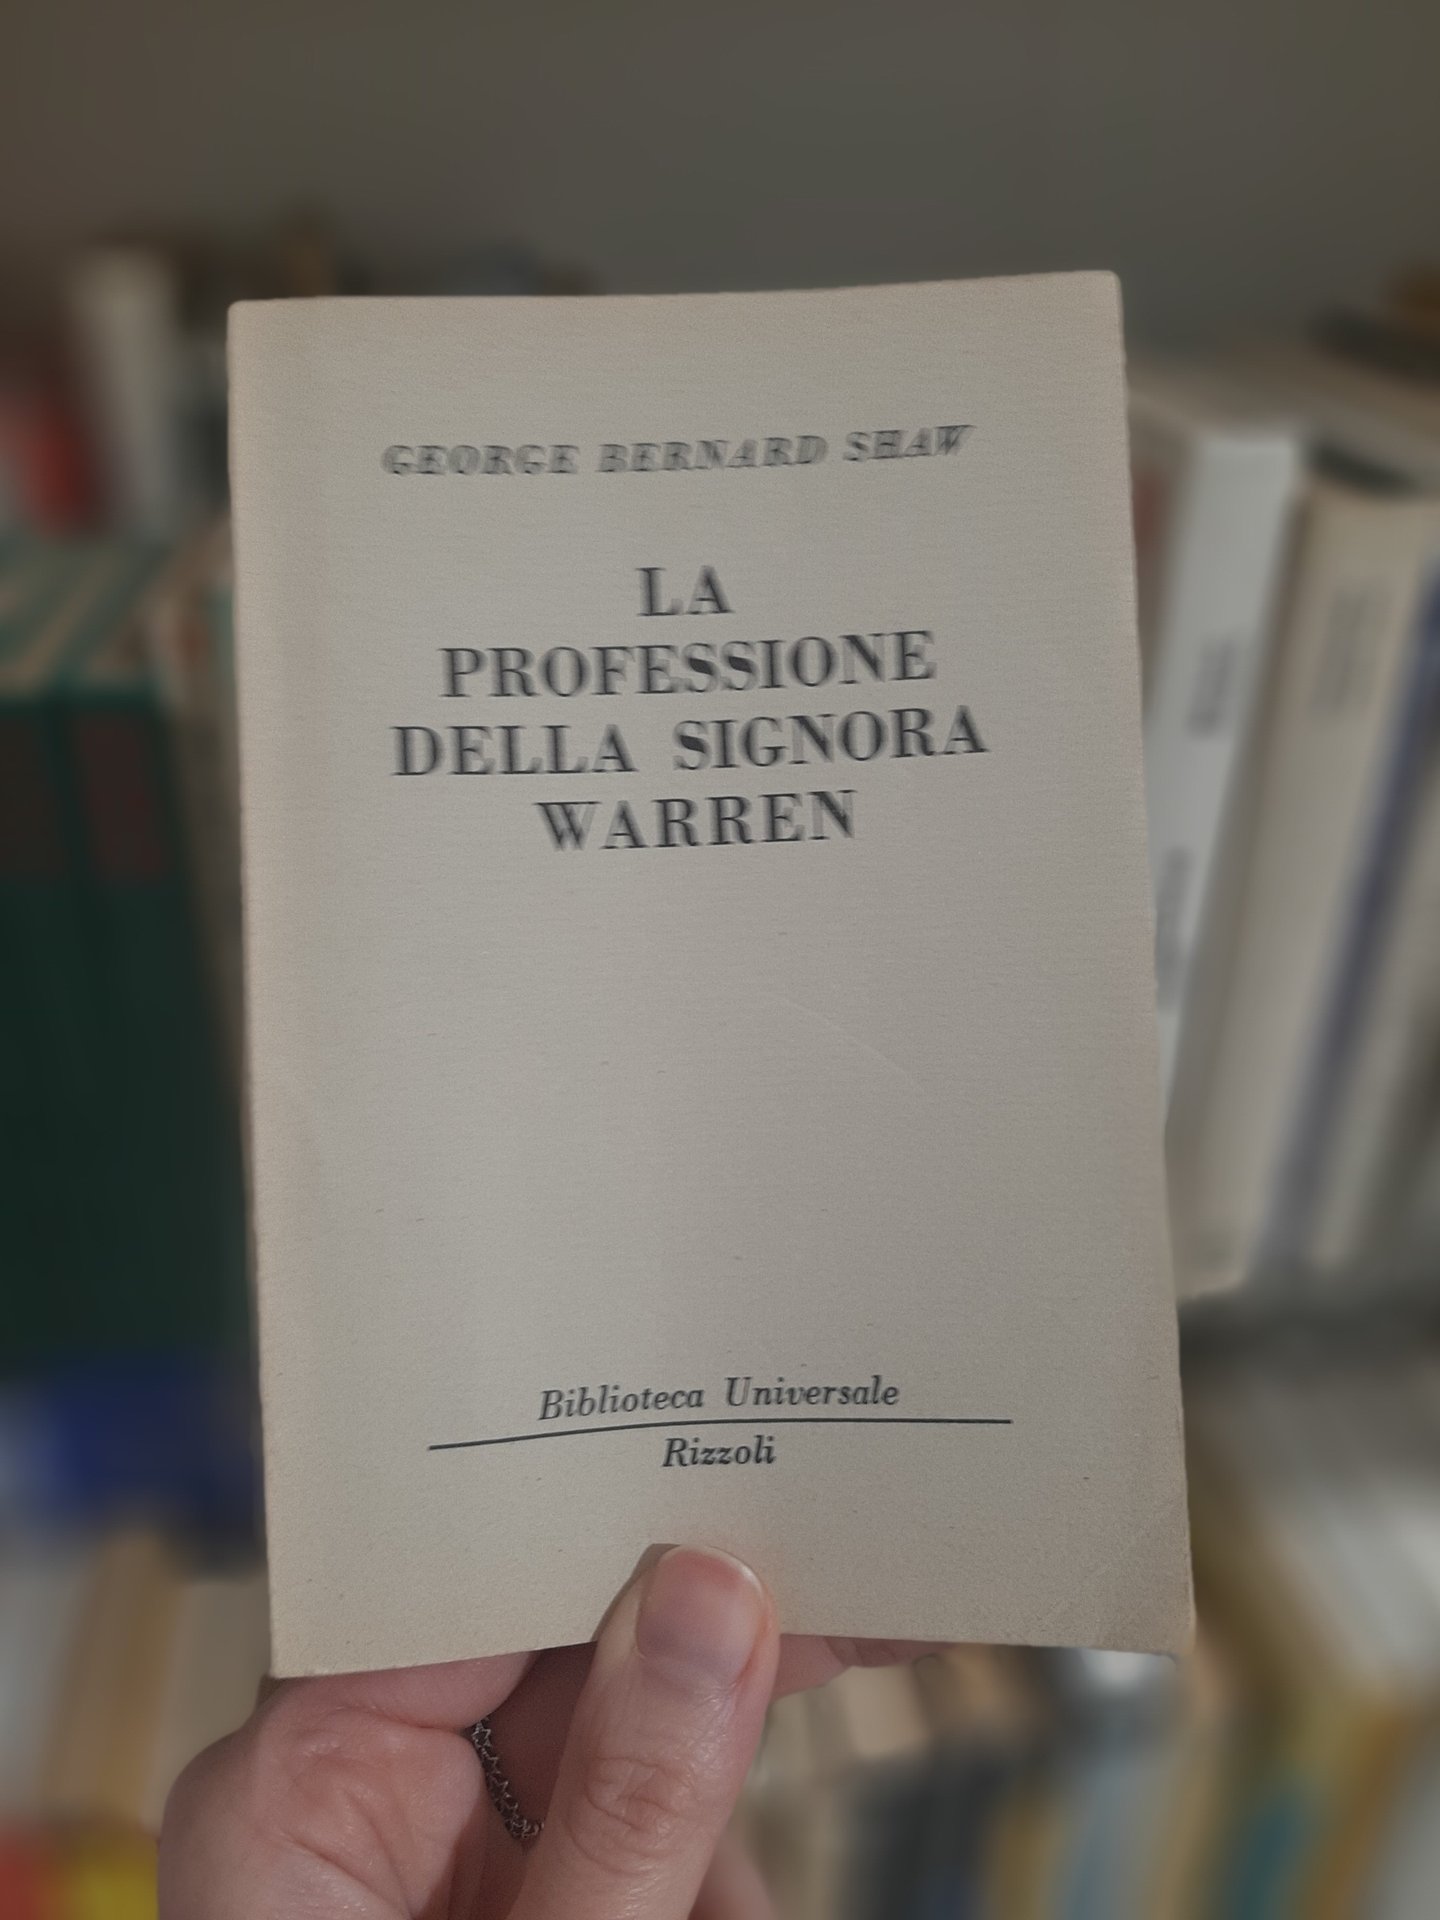 GEORGE BERNARD SHAW
LA
PROFESSIONE
DELLA SIGNORA
WARREN
Biblioteca Universale
Rizzoli